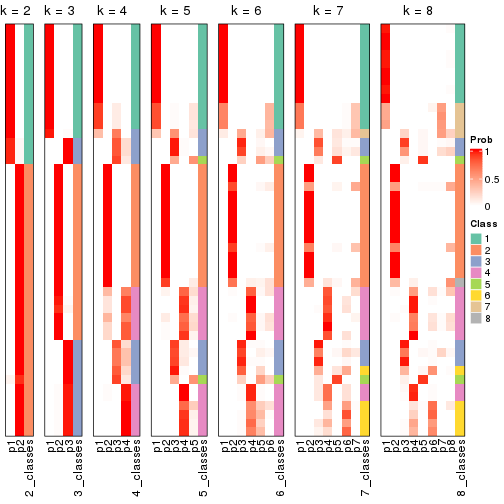 k = 2
k = 3
k = 4
k = 5
k = 6
k = 7
k = 8
Prob
1
0.5
0
Class
1
2
3
4
5
6
7
8
p1
p2
2_classes
p1
p2
p3
3_classes
p1
p2
p3
p4
4_classes
p1
p2
p3
p4
p5
5_classes
p1
p2
p3
p4
p5
p6
6_classes
p1
p2
p3
p4
p5
p6
p7
7_classes
p1
p2
p3
p4
p5
p6
p7
p8
8_classes